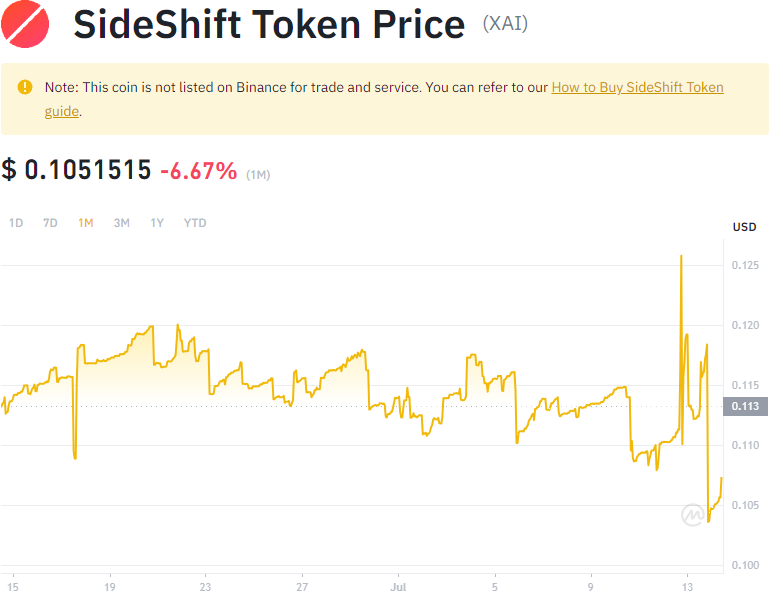 SideShift Token Price (XAI)
Note: This coin is not listed on Binance for trade and service. You can refer to our How to Buy SideShift Token
guide.
$ 0.1051515 -6.67% (1M)
1D 7D 1M 3M 1Y YTD
USD
0.125
0.120
0.115
0.113
0.110
0.105
0.100
15 19 23 27 Jul 5 9 13